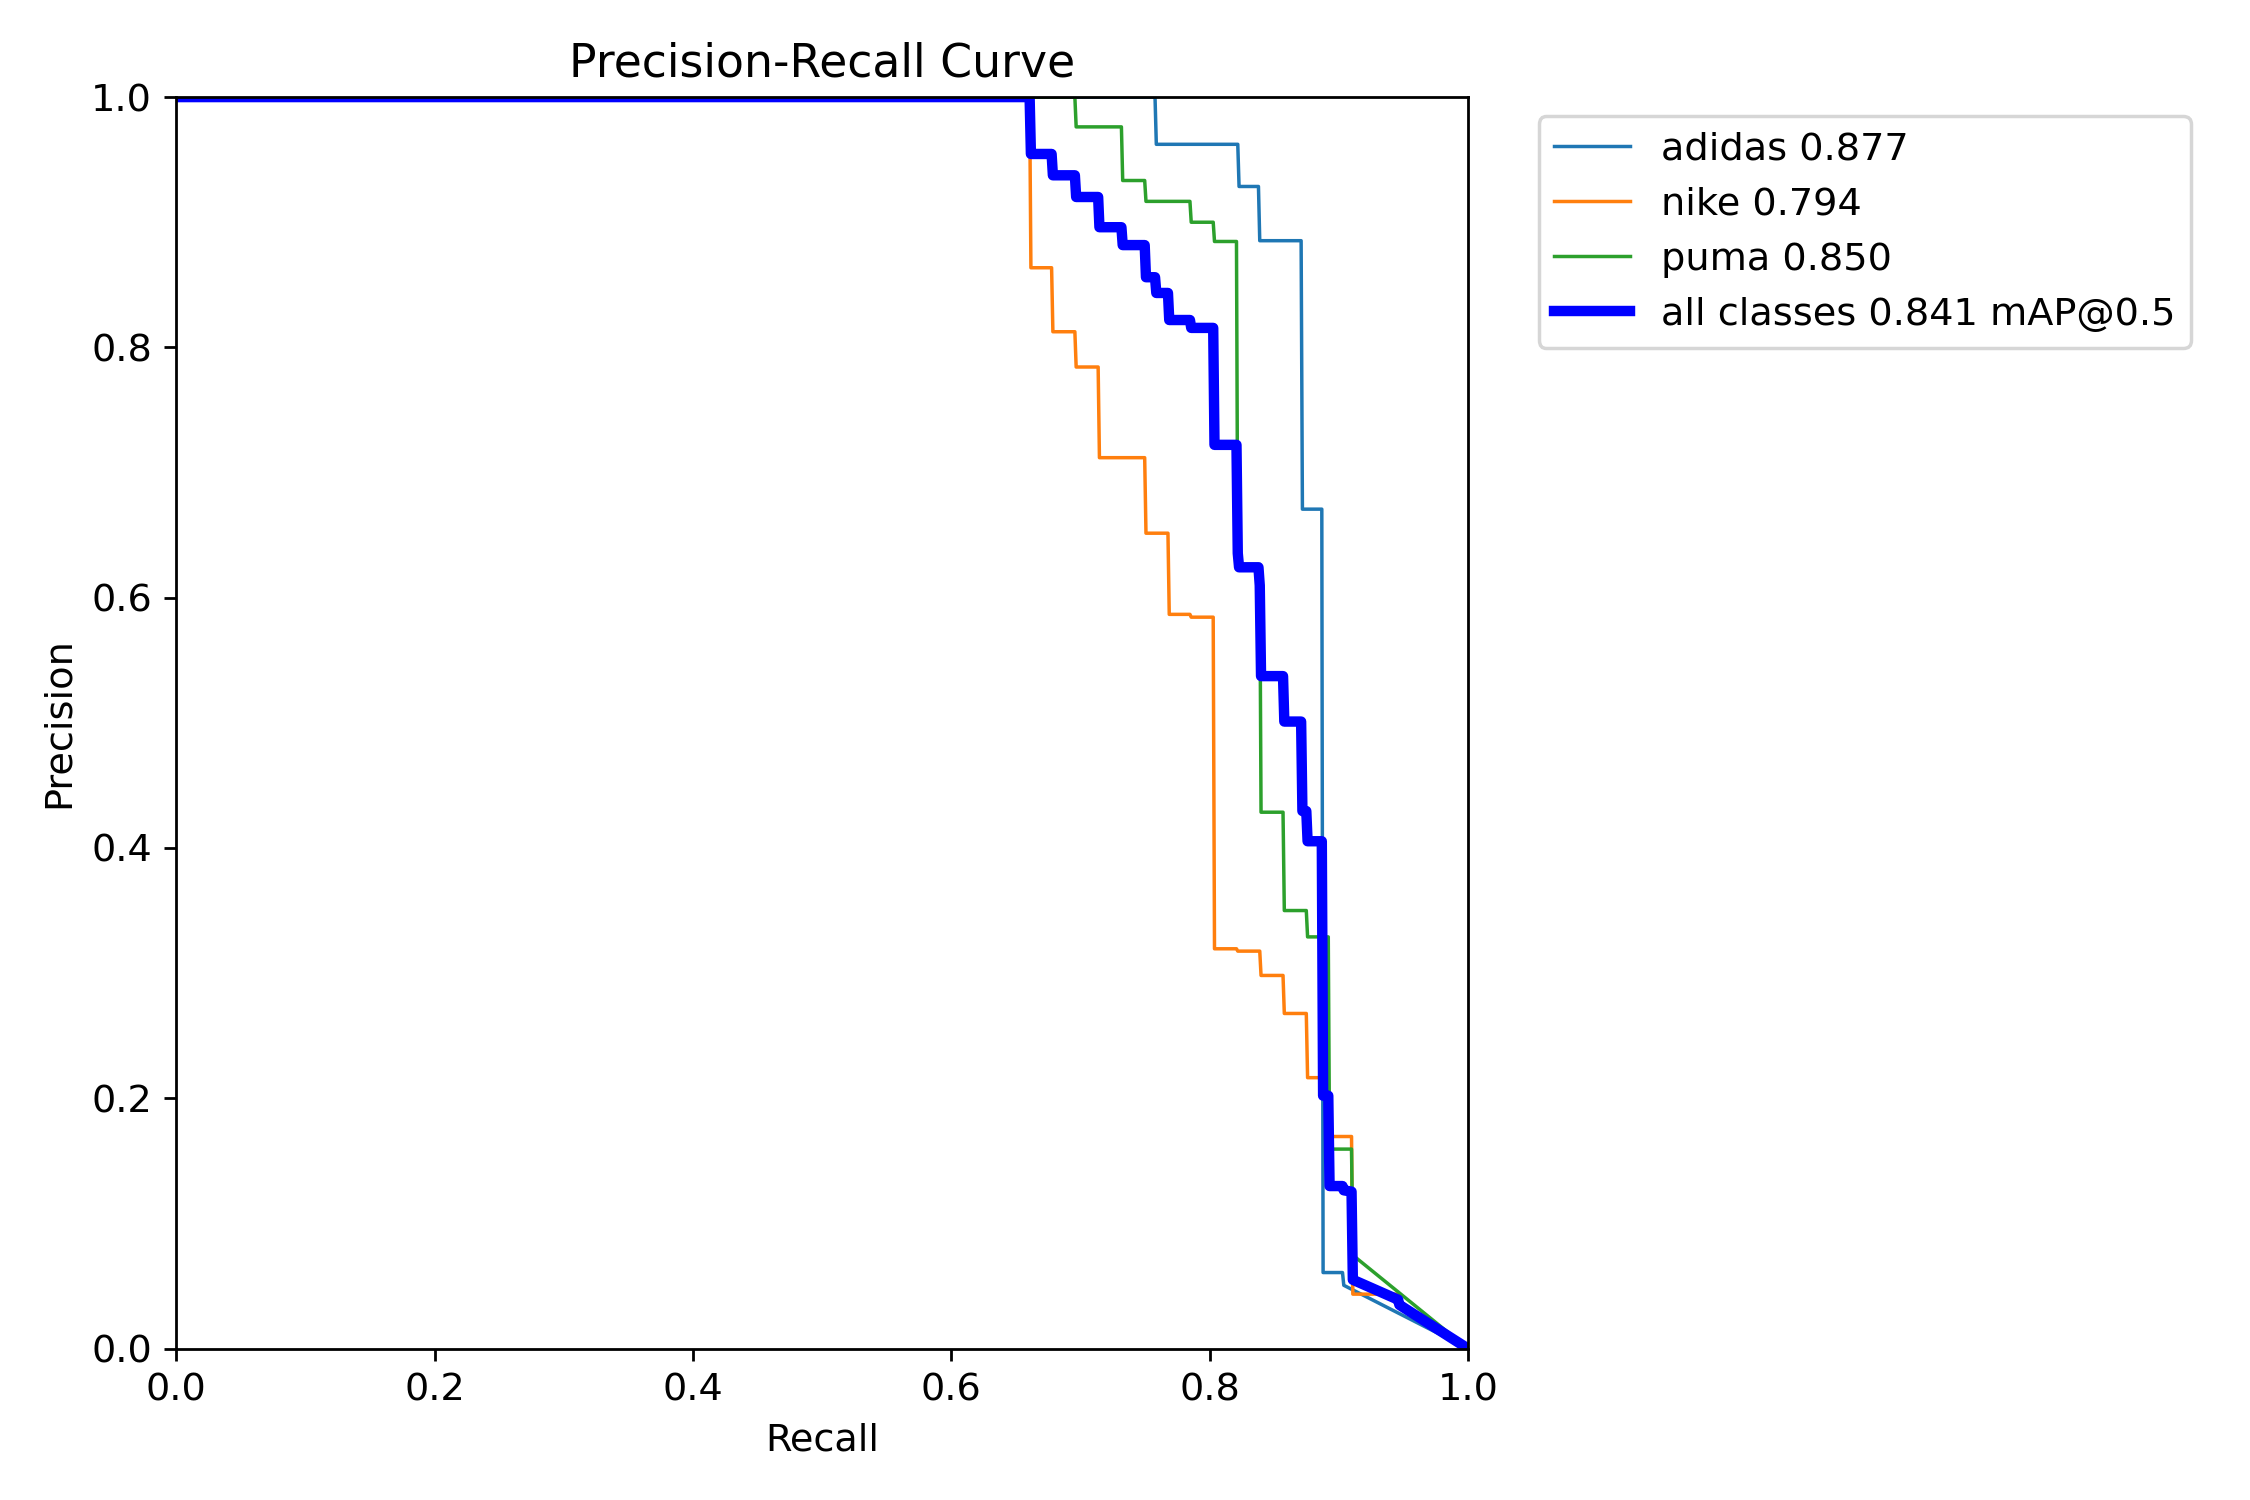 Precision-Recall Curve
1.0
0.8
0.6
0.4
0.2
0.0
Precision
0.0 0.2 0.4 0.6 0.8 1.0
Recall
adidas 0.877
nike 0.794
puma 0.850
all classes 0.841 mAP@0.5